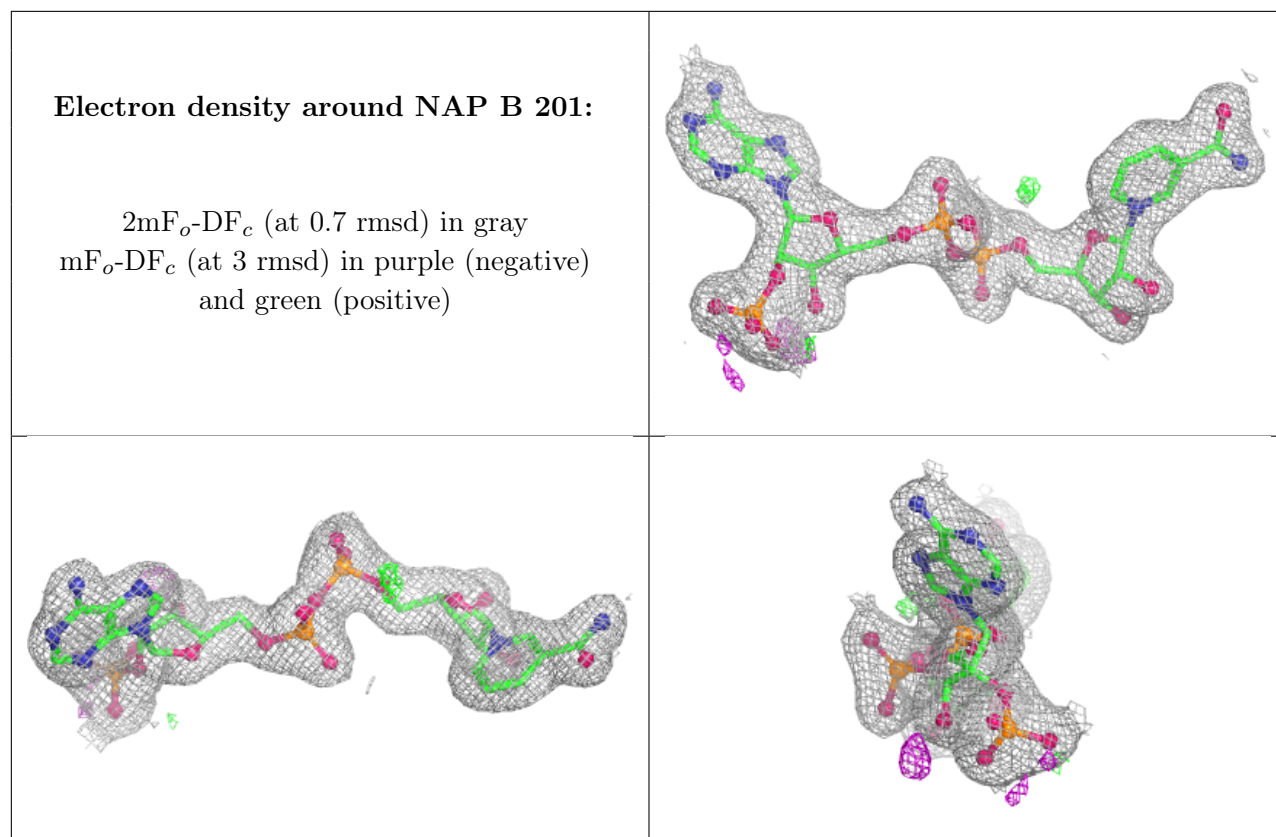 Electron density around NAP B 201:
2mFₒ-DF𝒸 (at 0.7 rmsd) in gray
mFₒ-DF𝒸 (at 3 rmsd) in purple (negative)
and green (positive)